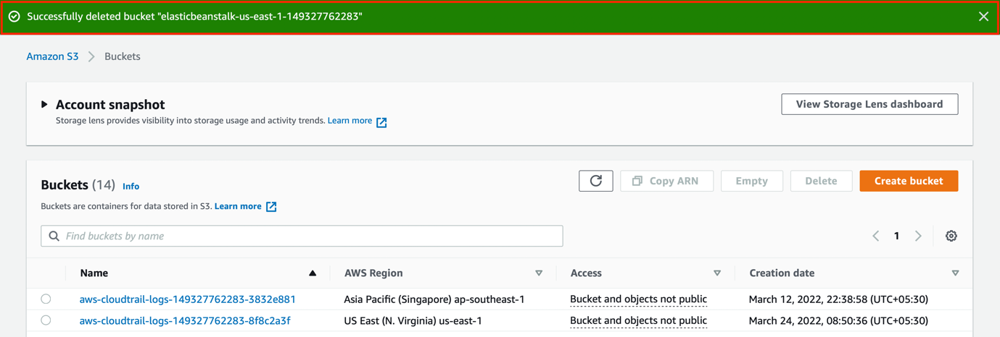 Successfully deleted bucket "elasticbeanstalk-us-east-1-149327762283"
Amazon S3 Buckets
Account snapshot
View Storage Lens dashboard
Storage lens provides visibility into storage usage and activity trends. Learn more
Buckets (14) Info
Copy ARN Empty Delete Create bucket
Buckets are containers for data stored in S3. Learn more
Find buckets by name
1
Name AWS Region Access Creation date
aws-cloudtrail-logs-149327762283-3832e881 Asia Pacific (Singapore) ap-southeast-1 Bucket and objects not public March 12, 2022, 22:38:58 (UTC+05:30)
aws-cloudtrail-logs-149327762283-8f8c2a3f US East (N. Virginia) us-east-1 Bucket and objects not public March 24, 2022, 08:50:36 (UTC+05:30)